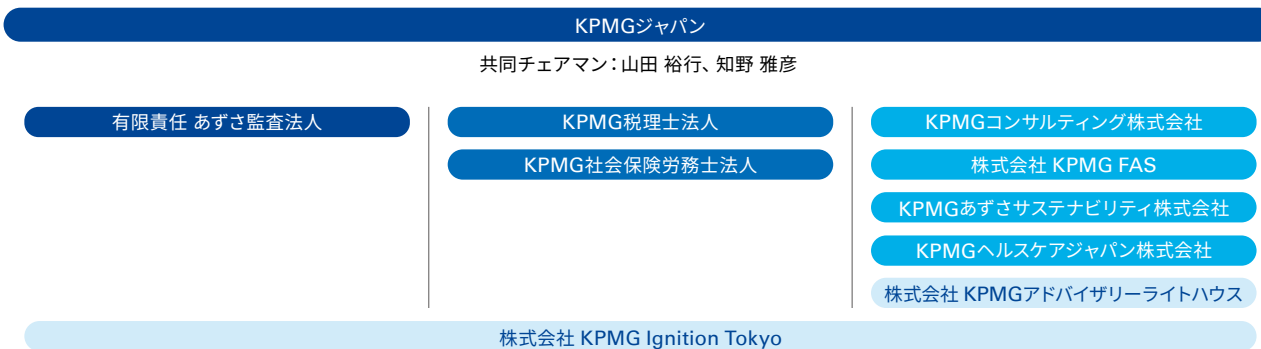 KPMGジャパン
共同チェアマン：山田 裕行、知野 雅彦
有限責任 あずさ監査法人
KPMG税理士法人
KPMG社会保険労務士法人
KPMGコンサルティング株式会社
株式会社 KPMG FAS
KPMGあずさサステナビリティ株式会社
KPMGヘルスケアジャパン株式会社
株式会社 KPMGアドバイザリーライトハウス
株式会社 KPMG Ignition Tokyo